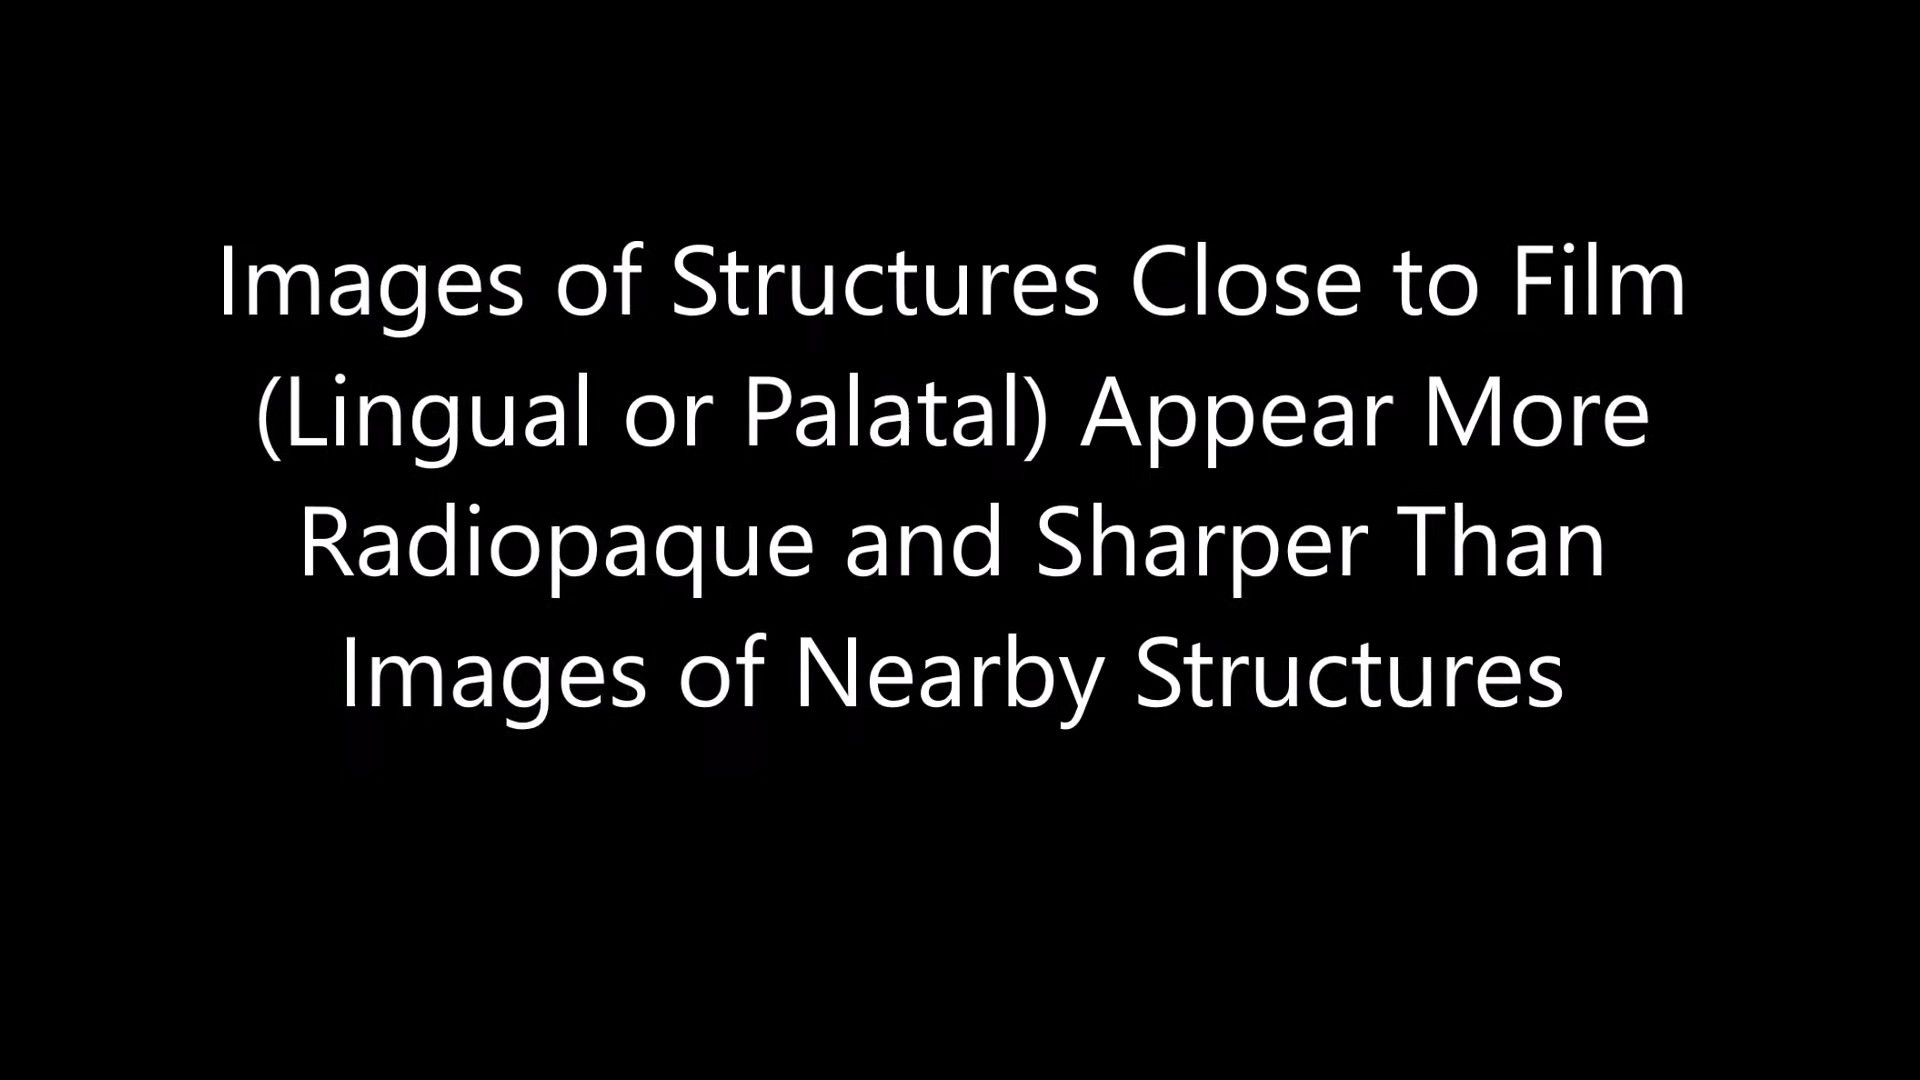 Images of Structures Close to Film
(Lingual or Palatal) Appear More
Radiopaque and Sharper Than
Images of Nearby Structures